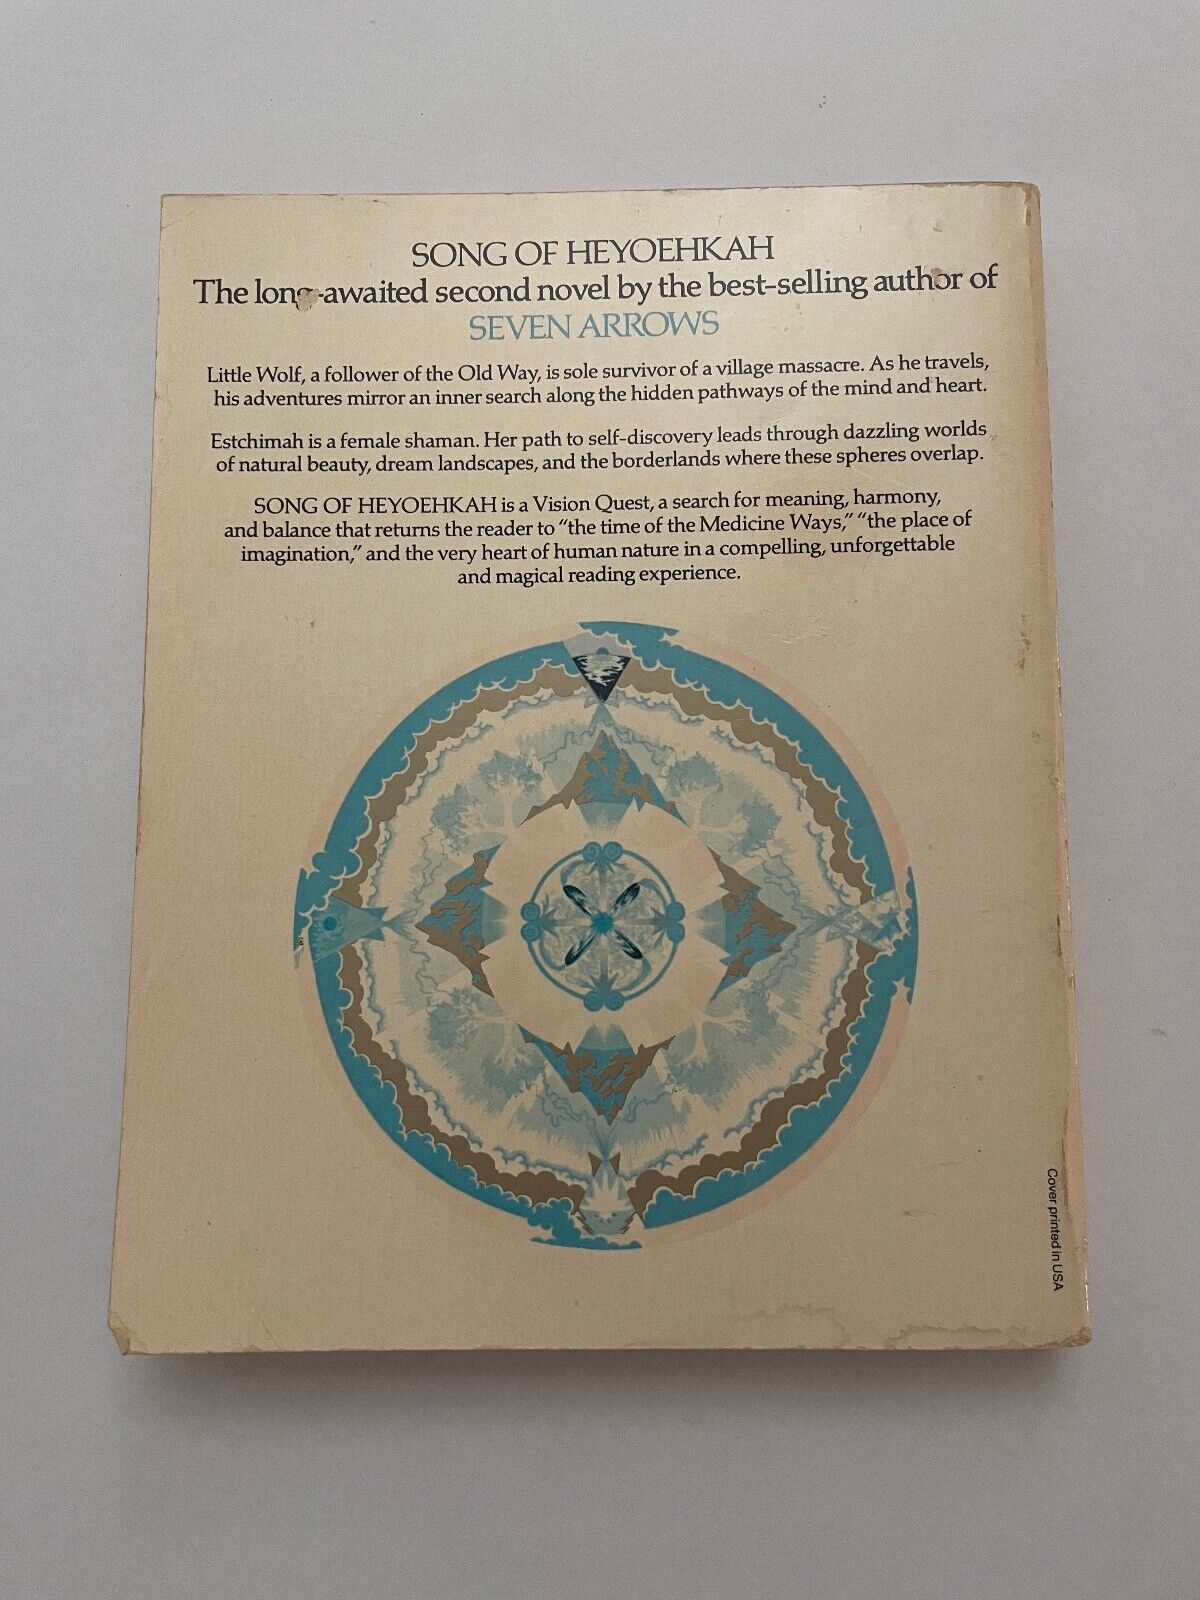 SONG OF HEYOEHKAH
The long-awaited second novel by the best-selling author of
SEVEN ARROWS
Little Wolf, a follower of the Old Way, is sole survivor of a village massacre. As he travels,
his adventures mirror an inner search along the hidden pathways of the mind and heart.
Estchimah is a female shaman. Her path to self-discovery leads through dazzling worlds
of natural beauty, dream landscapes, and the borderlands where these spheres overlap.
SONG OF HEYOEHKAH is a Vision Quest, a search for meaning, harmony,
and balance that returns the reader to “the time of the Medicine Ways,” “the place of
imagination,” and the very heart of human nature in a compelling, unforgettable
and magical reading experience.
Cover printed in USA